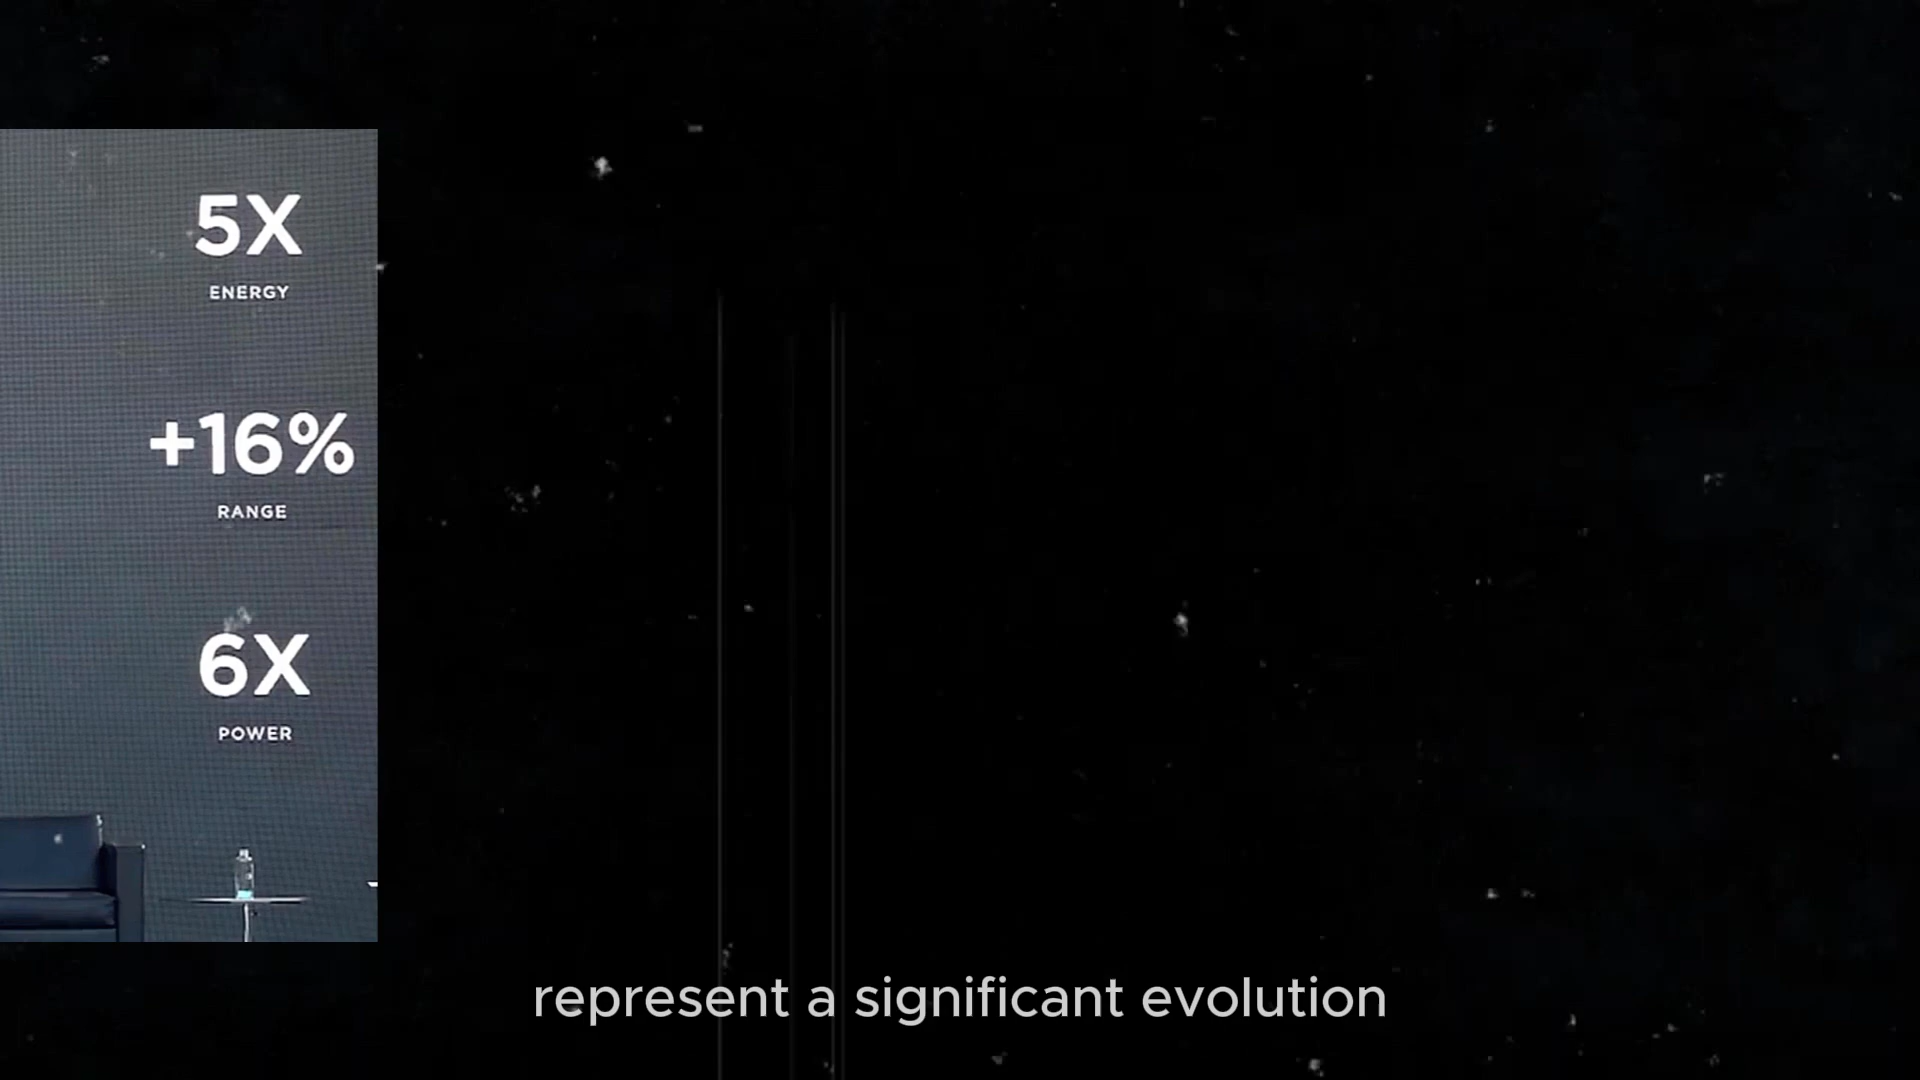 5X
ENERGY
+16%
RANGE
6X
POWER
represent a significant evolution